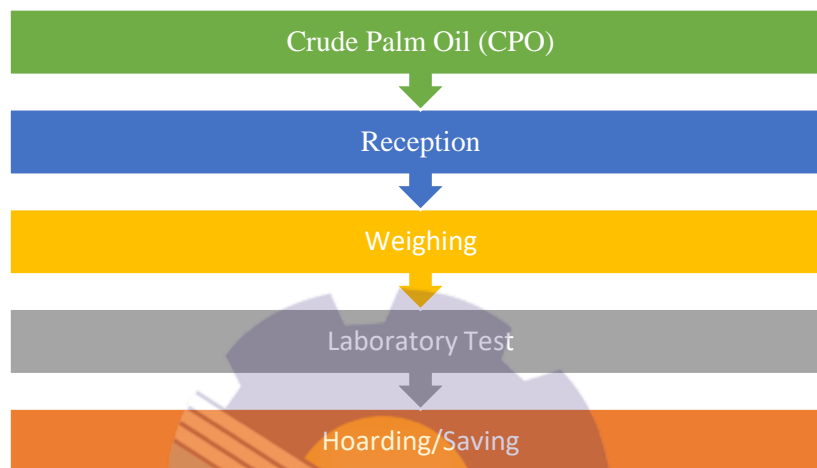 Crude Palm Oil (CPO)
Reception
Weighing
Laboratory Test
Hoarding/Saving